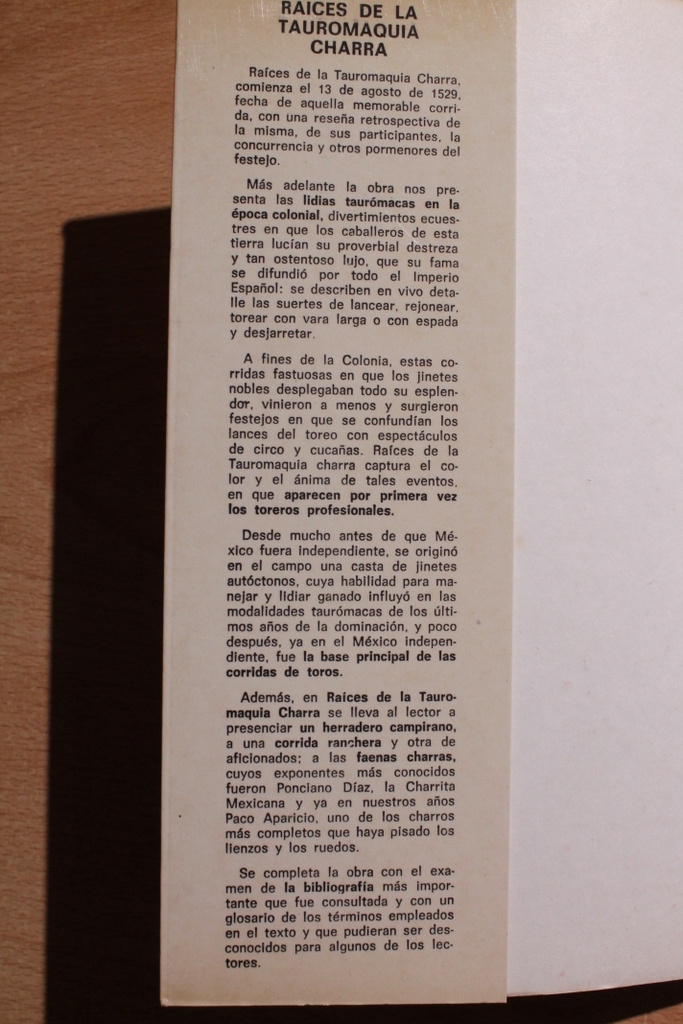 RAICES DE LA
TAUROMAQUIA
CHARRA
Raíces de la Tauromaquia Charra,
comienza el 13 de agosto de 1529,
fecha de aquella memorable corri-
da, con una reseña retrospectiva de
la misma, de sus participantes, la
concurrencia y otros pormenores del
festejo.
Más adelante la obra nos pre-
senta las lidias taurómacas en la
época colonial, divertimientos ecues-
tres en que los caballeros de esta
tierra lucían su proverbial destreza
y tan ostentoso lujo, que su fama
se difundió por todo el Imperio
Español: se describen en vivo deta-
lle las suertes de lancear, rejonear,
torear con vara larga o con espada
y desjarretar.
A fines de la Colonia, estas co-
rridas fastuosas en que los jinetes
nobles desplegaban todo su esplen-
dor, vinieron a menos y surgieron
festejos en que se confundían los
lances del toreo con espectáculos
de circo y cucañas. Raíces de la
Tauromaquia charra captura el co-
lor y el ánima de tales eventos,
en que aparecen por primera vez
los toreros profesionales.
Desde mucho antes de que Mé-
xico fuera independiente, se originó
en el campo una casta de jinetes
autóctonos, cuya habilidad para ma-
nejar y lidiar ganado influyó en las
modalidades taurómacas de los últi-
mos años de la dominación, y poco
después, ya en el México indepen-
diente, fue la base principal de las
corridas de toros.
Además, en Raíces de la Tauro-
maquia Charra se lleva al lector a
presenciar un herradero campirano,
a una corrida ranchera y otra de
aficionados; a las faenas charras,
cuyos exponentes más conocidos
fueron Ponciano Díaz, la Charrita
Mexicana y ya en nuestros años
Paco Aparicio, uno de los charros
más completos que haya pisado los
lienzos y los ruedos.
Se completa la obra con el exa-
men de la bibliografía más impor-
tante que fue consultada y con un
glosario de los términos empleados
en el texto y que pudieran ser des-
conocidos para algunos de los lec-
tores.